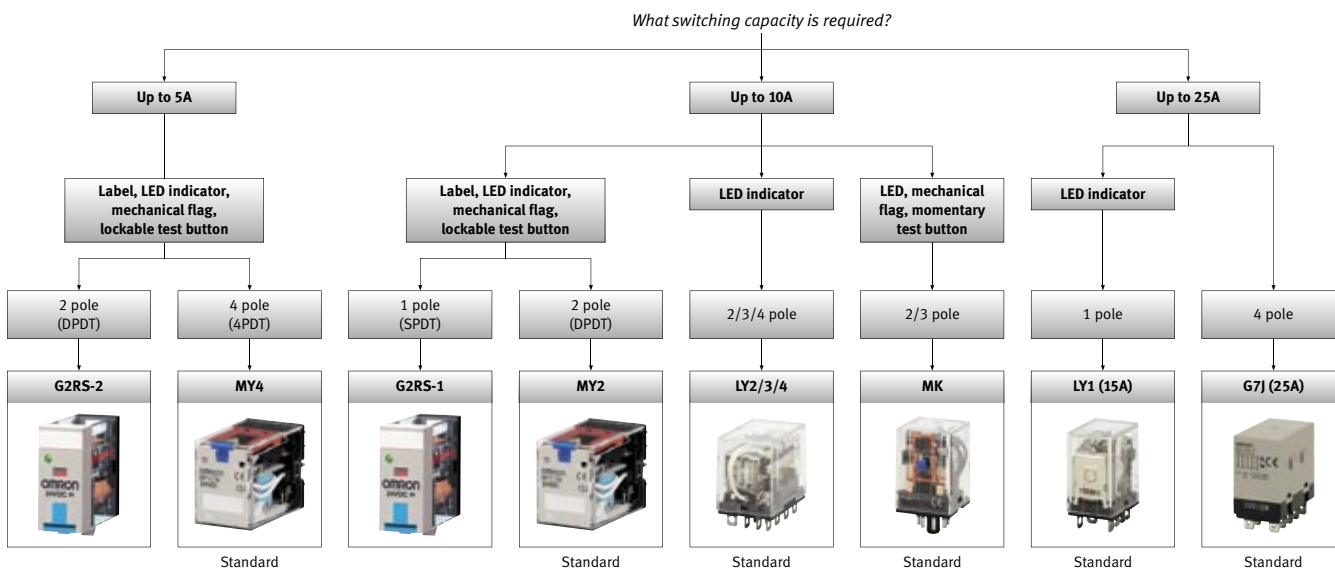 What switching capacity is required?
Up to 5A
Up to 10A
Up to 25A
Label, LED indicator,
mechanical flag,
lockable test button
Label, LED indicator,
mechanical flag,
lockable test button
LED indicator
LED, mechanical
flag, momentary
test button
LED indicator
2 pole
(DPDT)
4 pole
(4PDT)
1 pole
(SPDT)
2 pole
(DPDT)
2/3/4 pole
2/3 pole
1 pole
4 pole
G2RS-2
MY4
G2RS-1
MY2
LY2/3/4
MK
LY1 (15A)
G7J (25A)
OMRON
24VDC
omron
OMRON
24VDC
omron
Standard
Standard
Standard
Standard
Standard
Standard